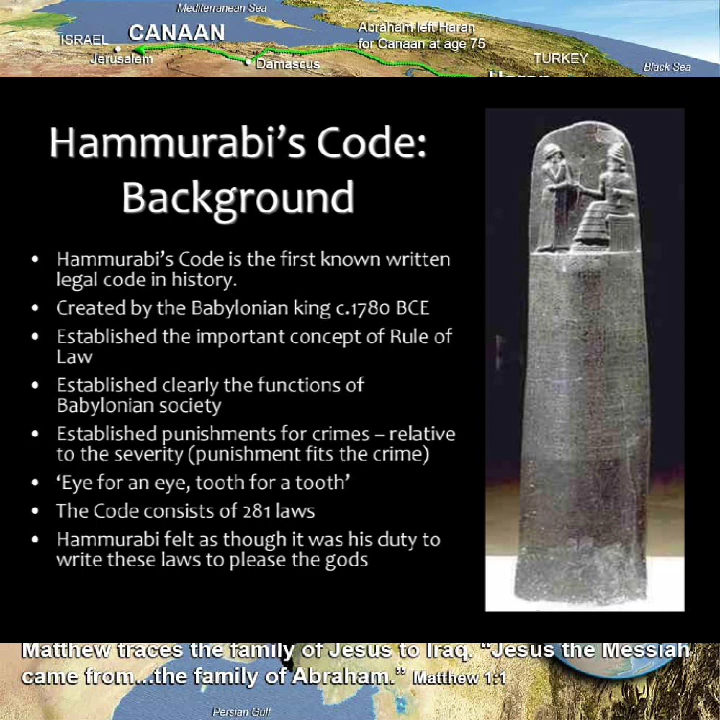 Mediterranean Sea
ISRAEL CANAAN
Abraham left Haran
for Canaan at age 75
Jerusalem
Damascus
TURKEY
Black Sea
Hammurabi’s Code:
Background
• Hammurabi’s Code is the first known written
legal code in history.
• Created by the Babylonian king c.1780 BCE
• Established the important concept of Rule of
Law
• Established clearly the functions of
Babylonian society
• Established punishments for crimes – relative
to the severity (punishment fits the crime)
• ‘Eye for an eye, tooth for a tooth’
• The Code consists of 281 laws
• Hammurabi felt as though it was his duty to
write these laws to please the gods
Matthew traces the family of Jesus to Iraq. “Jesus the Messiah
came from...the family of Abraham.” Matthew 1:1
Persian Gulf